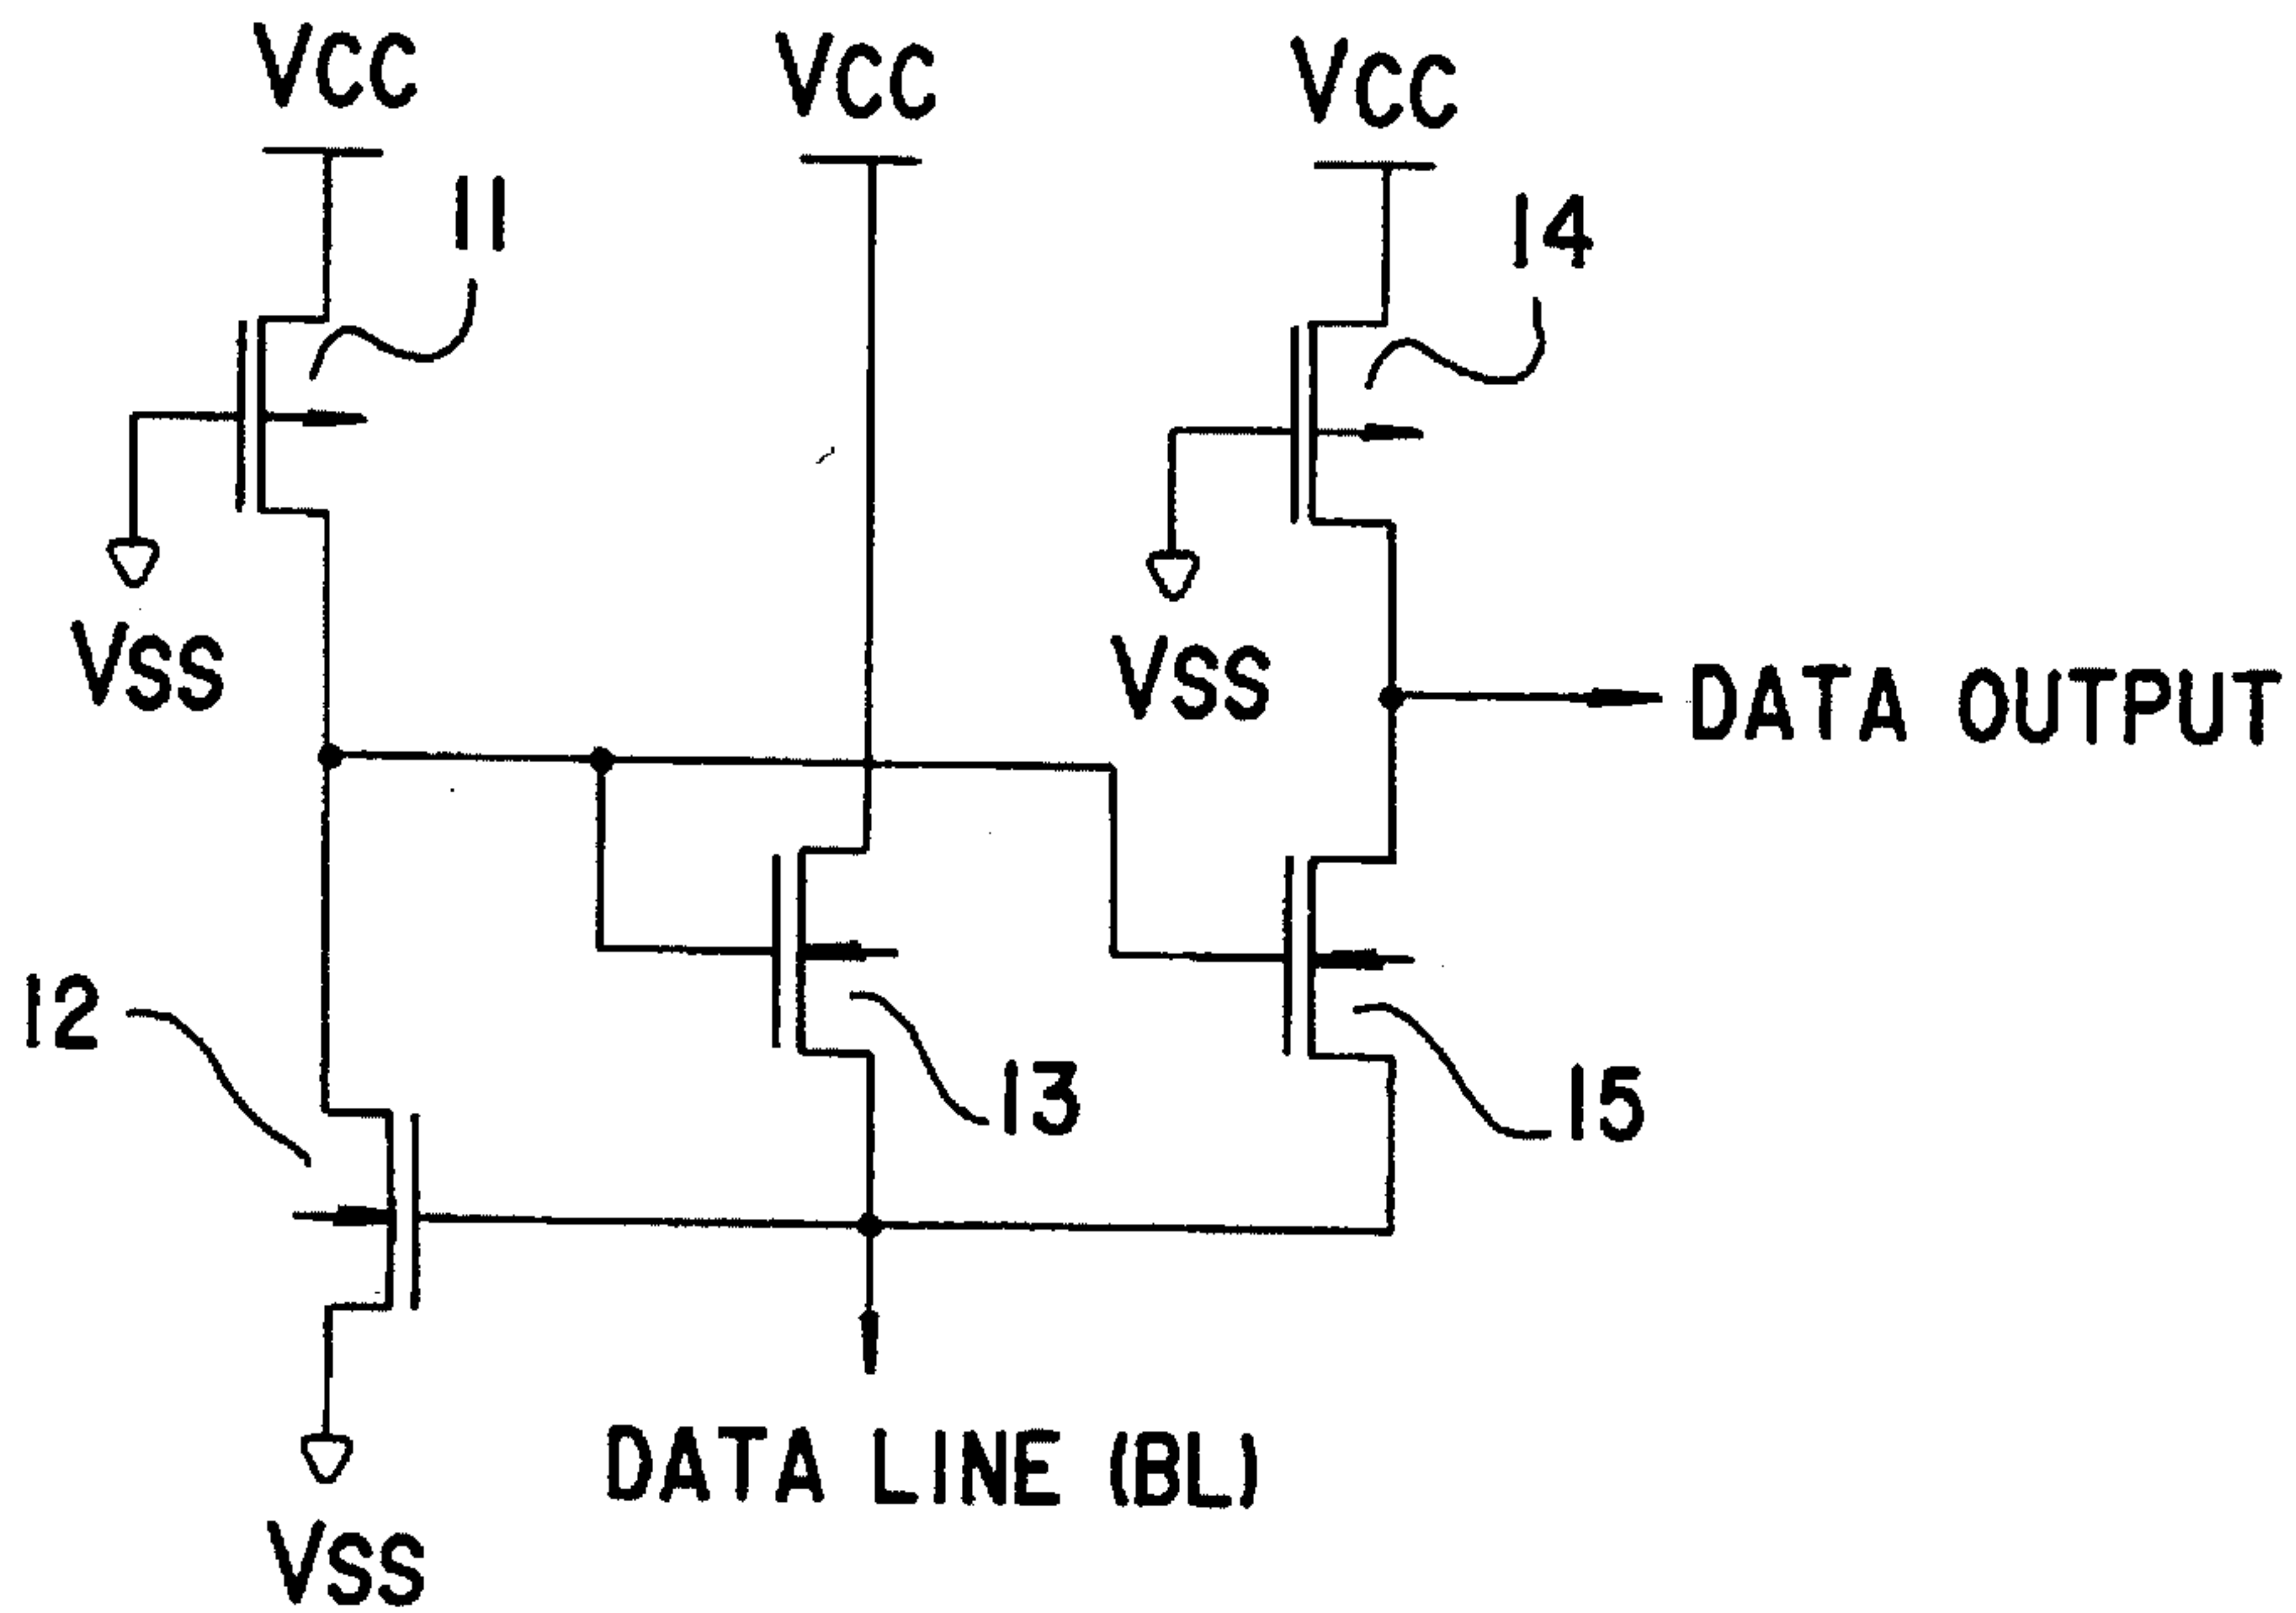 VCC
VCC
VCC
11
14
VSS
VSS
DATA OUTPUT
12
13
15
DATA LINE (BL)
VSS